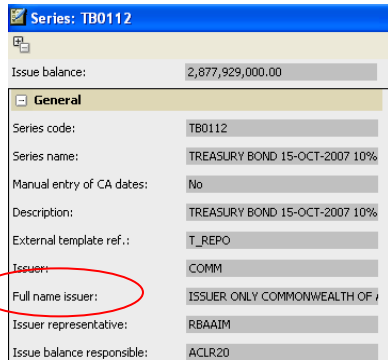 Series: TB0112
Issue balance: 2,877,929,000.00
General
Series code: TB0112
Series name: TREASURY BOND 15-OCT-2007 10%
Manual entry of CA dates: No
Description: TREASURY BOND 15-OCT-2007 10%
External template ref.: T_REPO
Issuer: COMM
Full name issuer: ISSUER ONLY COMMONWEALTH OF
Issuer representative: RBAAIM
Issue balance responsible: ACLR20